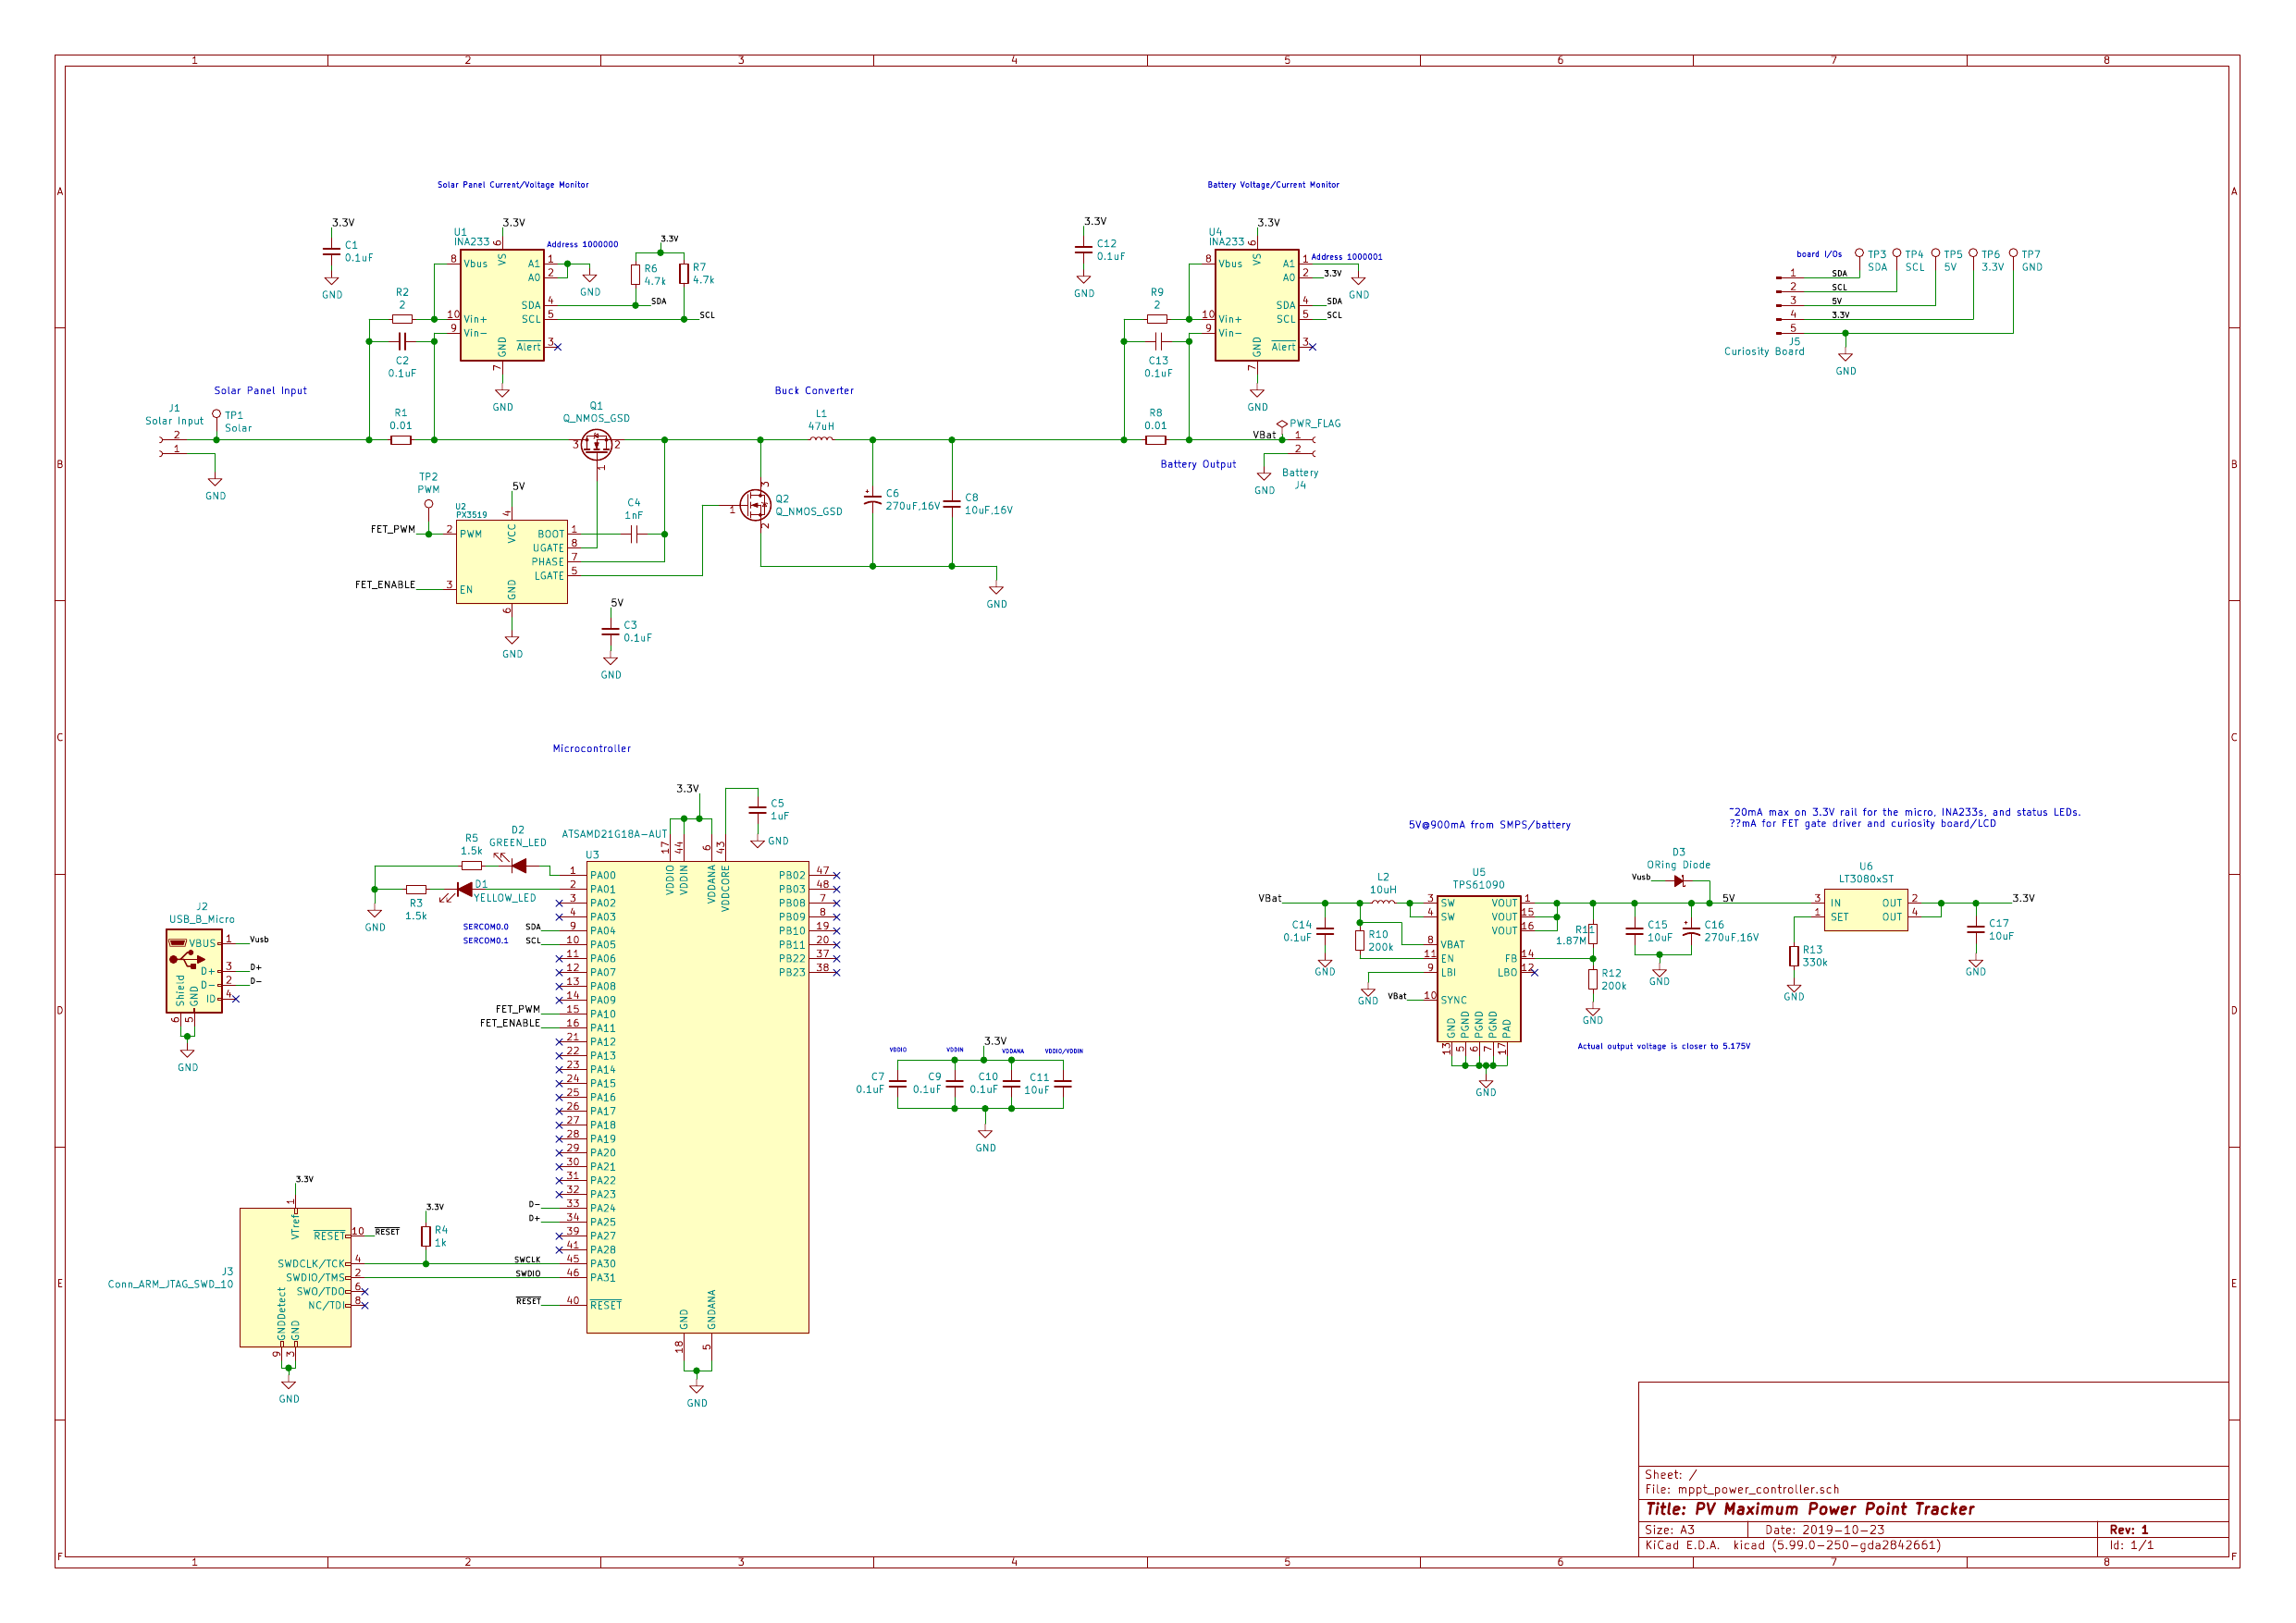 1 2 3 4 5 6 7 8
A
Solar Panel Current/Voltage Monitor
Battery Voltage/Current Monitor
3.3V
C1
0.1uF
GND
U1
INA233
3.3V
Address 1000000
6
VS
8 Vbus
A1 1
A0 2
SDA 4
SCL 5
10 Vin+
9 Vin-
GND
Alert 3
7
GND
GND
3.3V
R6
4.7k
R7
4.7k
SDA
SCL
R2
2
C2
0.1uF
3.3V
C12
0.1uF
GND
U4
INA233
3.3V
Address 1000001
6
VS
8 Vbus
A1 1
A0 2
3.3V
GND
SDA 4 SDA
SCL 5 SCL
10 Vin+
9 Vin-
GND
Alert 3
7
GND
R9
2
C13
0.1uF
board I/Os
TP3
SDA
TP4
SCL
TP5
5V
TP6
3.3V
TP7
GND
1 SDA
2 SCL
3 5V
4 3.3V
5
J5
Curiosity Board
GND
B
Solar Panel Input
J1
Solar Input
2
1
TP1
Solar
GND
R1
0.01
Q1
Q_NMOS_GSD
3 2
1
Buck Converter
L1
47uH
R8
0.01
PWR_FLAG
VBat 1
2
Battery
J4
GND
Battery Output
TP2
PWM
FET_PWM
FET_ENABLE
U2
PX3519
5V
4
VCC
2 PWM
3 EN
BOOT 1
UGATE 8
PHASE 7
LGATE 5
GND
6
GND
C4
1nF
Q2
Q_NMOS_GSD
3
1
2
C6
270uF,16V
C8
10uF,16V
GND
5V
C3
0.1uF
GND
C
Microcontroller
3.3V
C5
1uF
GND
ATSAMD21G18A-AUT
U3
17 44 6 43
VDDIO VDDIN VDDANA VDDCORE
R5
1.5k
D2
GREEN_LED
R3
1.5k
D1
YELLOW_LED
GND
SERCOM0.0 SDA
SERCOM0.1 SCL
FET_PWM
FET_ENABLE
D-
D+
1 PA00
2 PA01
3 PA02
4 PA03
9 PA04
10 PA05
11 PA06
12 PA07
13 PA08
14 PA09
15 PA10
16 PA11
21 PA12
22 PA13
23 PA14
24 PA15
25 PA16
26 PA17
27 PA18
28 PA19
29 PA20
30 PA21
31 PA22
32 PA23
33 PA24
34 PA25
39 PA27
41 PA28
45 PA30
46 PA31
40 RESET
PB02 47
PB03 48
PB08 7
PB09 8
PB10 19
PB11 20
PB22 37
PB23 38
GND GNDANA
18 5
GND
J2
USB_B_Micro
VBUS 1 Vusb
D+ 3 D+
D- 2 D-
ID 4
Shield GND
6 5
GND
D
VDDIO VDDIN VDDANA VDDIO/VDDIN
3.3V
C7
0.1uF
C9
0.1uF
C10
0.1uF
C11
10uF
GND
3.3V
1
VTref
RESET 10 RESET
SWDCLK/TCK 4
SWDIO/TMS 2
SWO/TDO 6
NC/TDI 8
GNDDetect GND
9 3
GND
J3
Conn_ARM_JTAG_SWD_10
3.3V
R4
1k
SWCLK
SWDIO
RESET
E
5V@900mA from SMPS/battery
~20mA max on 3.3V rail for the micro, INA233s, and status LEDs.
??mA for FET gate driver and curiosity board/LCD
VBat
C14
0.1uF
GND
L2
10uH
R10
200k
GND
VBat
U5
TPS61090
3 SW
4 SW
8 VBAT
11 EN
9 LBI
10 SYNC
VOUT 1
VOUT 15
VOUT 16
FB 14
LBO 12
GND PGND PGND PGND PAD
13 5 6 7 17
GND
R11
1.87M
R12
200k
GND
C15
10uF
C16
270uF,16V
GND
D3
ORing Diode
Vusb
5V
U6
LT3080xST
3 IN
1 SET
OUT 2
OUT 4
R13
330k
GND
3.3V
C17
10uF
GND
Actual output voltage is closer to 5.175V
F
Sheet: /
File: mppt_power_controller.sch
Title: PV Maximum Power Point Tracker
Size: A3 Date: 2019-10-23 Rev: 1
KiCad E.D.A. kicad (5.99.0-250-gda2842661) Id: 1/1
1 2 3 4 5 6 7 8
A
B
C
D
E
F